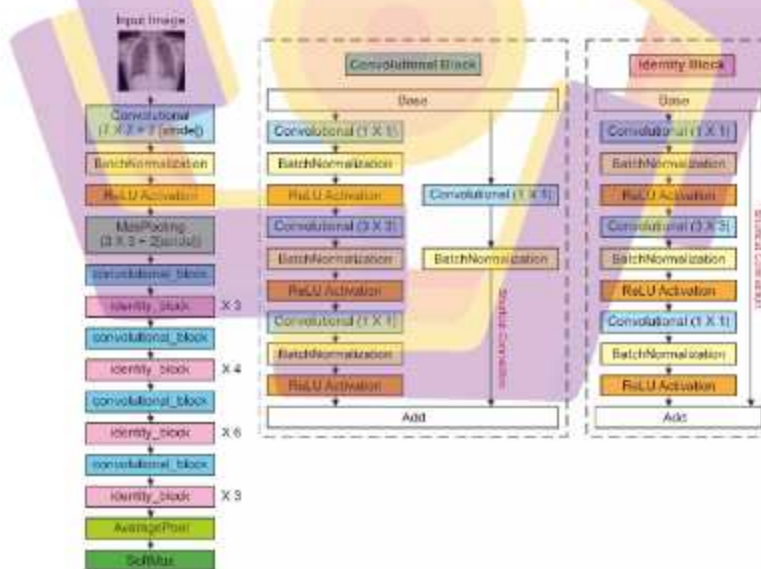 Input Image
Convolutional
(7 X 7 + 2 [stride])
BatchNormalization
ReLU Activation
MaxPooling
(3 X 3 + 2[stride])
convolutional_block
identity_block X 3
convolutional_block
identity_block X 4
convolutional_block
identity_block X 6
convolutional_block
identity_block X 3
AveragePool
SoftMax
Convolutional Block
Base
Convolutional (1 X 1)
BatchNormalization
ReLU Activation
Convolutional (3 X 3)
BatchNormalization
ReLU Activation
Convolutional (1 X 1)
BatchNormalization
ReLU Activation
Convolutional (1 X 1)
BatchNormalization
Shortcut Connection
Add
Identity Block
Base
Convolutional (1 X 1)
BatchNormalization
ReLU Activation
Convolutional (3 X 3)
BatchNormalization
ReLU Activation
Convolutional (1 X 1)
BatchNormalization
ReLU Activation
Shortcut Connection
Add